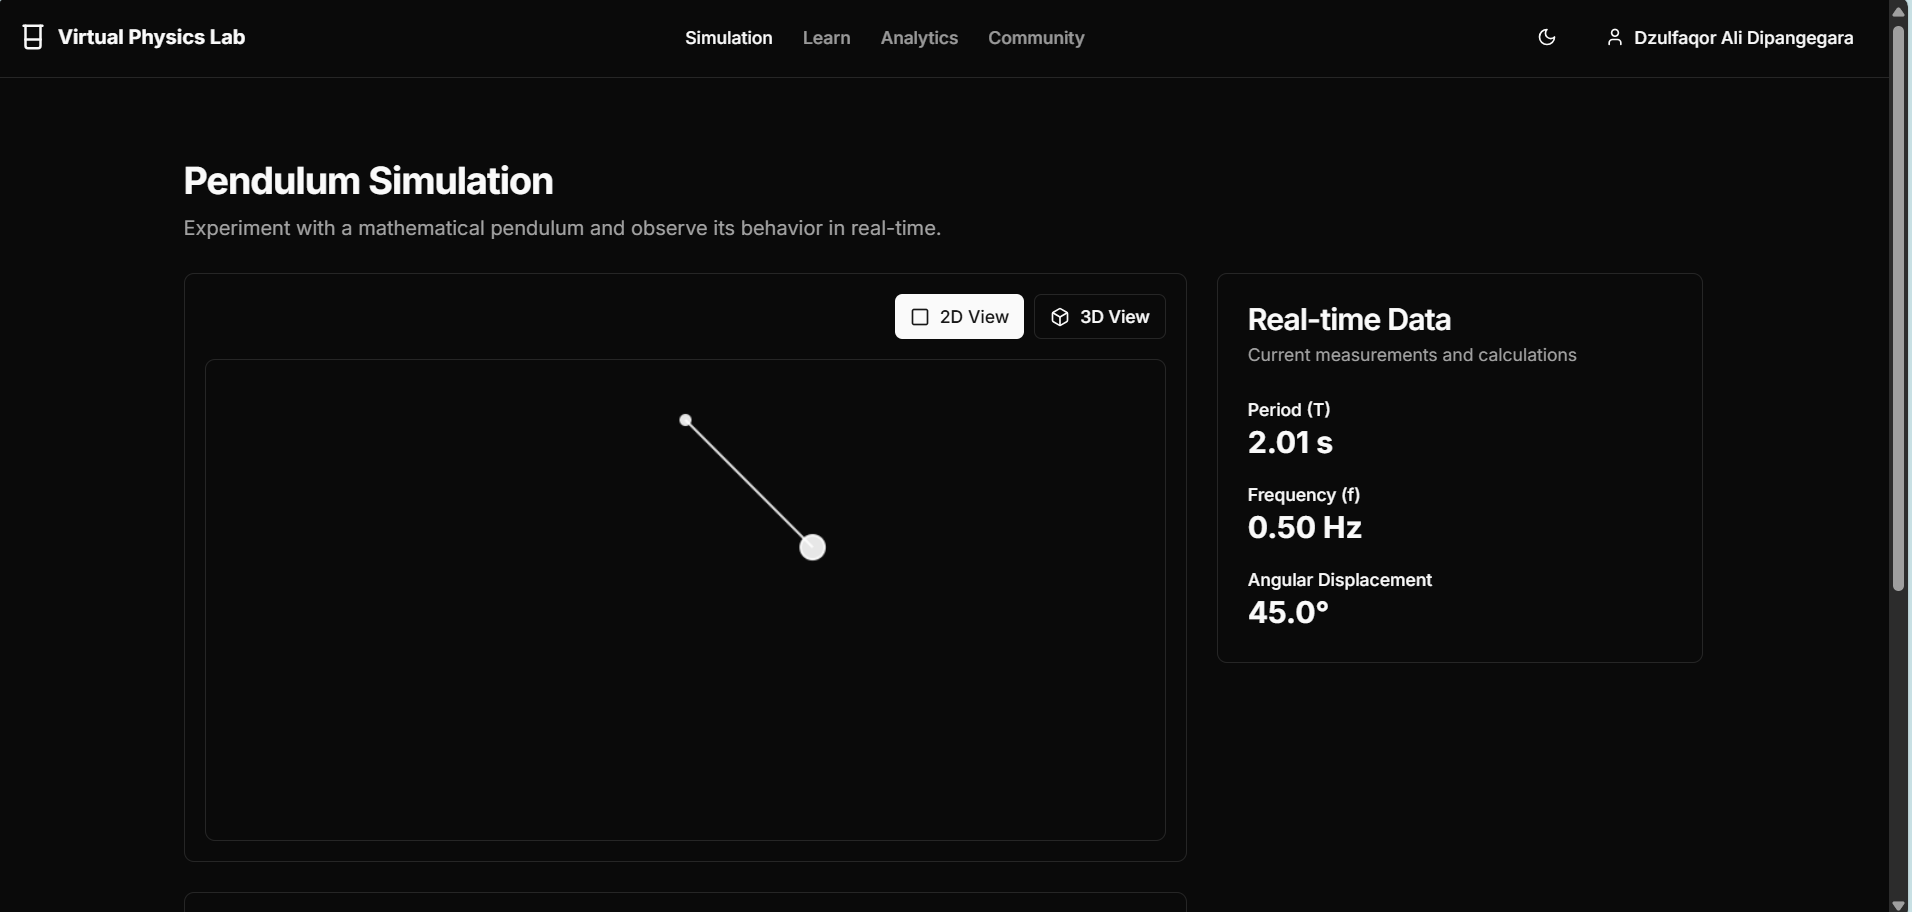 Virtual Physics Lab
Simulation Learn Analytics Community
Dzulfaqor Ali Dipangegara
Pendulum Simulation
Experiment with a mathematical pendulum and observe its behavior in real-time.
2D View 3D View
Real-time Data
Current measurements and calculations
Period (T)
2.01 s
Frequency (f)
0.50 Hz
Angular Displacement
45.0°